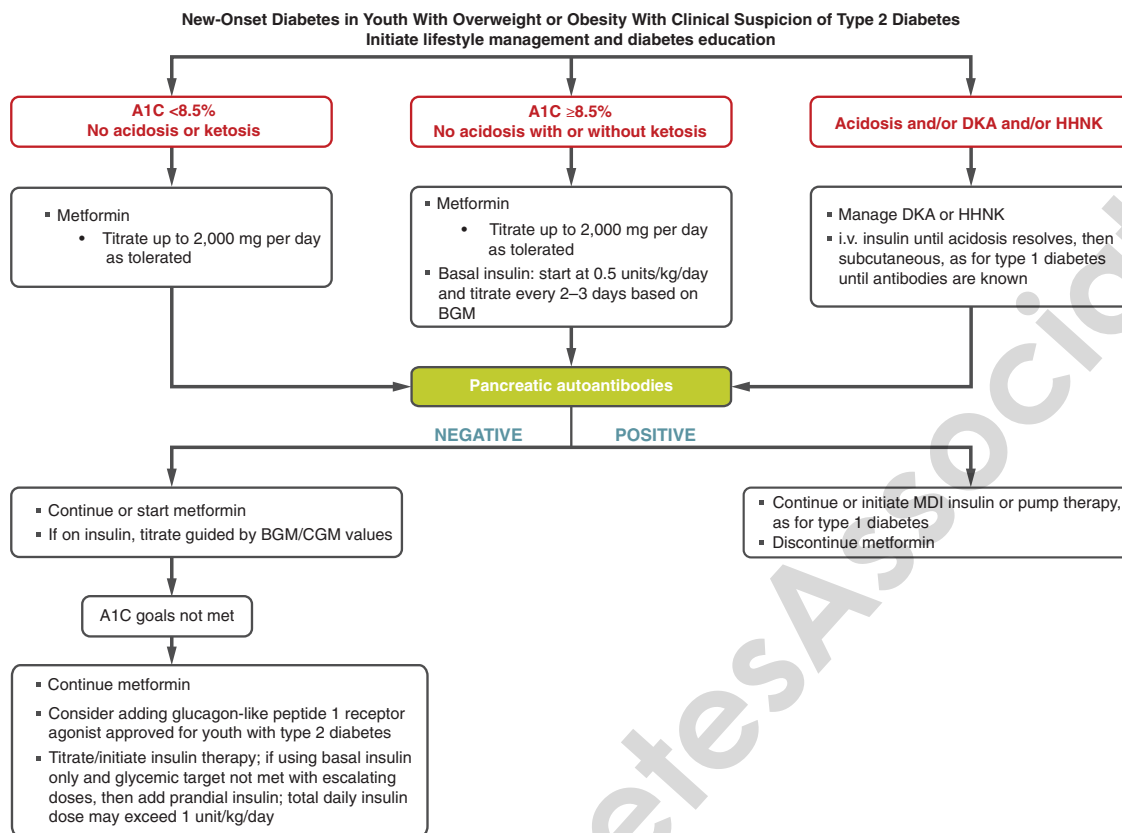 New-Onset Diabetes in Youth With Overweight or Obesity With Clinical Suspicion of Type 2 Diabetes
Initiate lifestyle management and diabetes education
A1C <8.5%
No acidosis or ketosis
A1C ≥8.5%
No acidosis with or without ketosis
Acidosis and/or DKA and/or HHNK
▪ Metformin
• Titrate up to 2,000 mg per day
as tolerated
▪ Metformin
• Titrate up to 2,000 mg per day
as tolerated
▪ Basal insulin: start at 0.5 units/kg/day
and titrate every 2–3 days based on
BGM
▪ Manage DKA or HHNK
▪ i.v. insulin until acidosis resolves, then
subcutaneous, as for type 1 diabetes
until antibodies are known
Pancreatic autoantibodies
NEGATIVE
POSITIVE
▪ Continue or start metformin
▪ If on insulin, titrate guided by BGM/CGM values
▪ Continue or initiate MDI insulin or pump therapy,
as for type 1 diabetes
▪ Discontinue metformin
A1C goals not met
▪ Continue metformin
▪ Consider adding glucagon-like peptide 1 receptor
agonist approved for youth with type 2 diabetes
▪ Titrate/initiate insulin therapy; if using basal insulin
only and glycemic target not met with escalating
doses, then add prandial insulin; total daily insulin
dose may exceed 1 unit/kg/day
etesAssociat